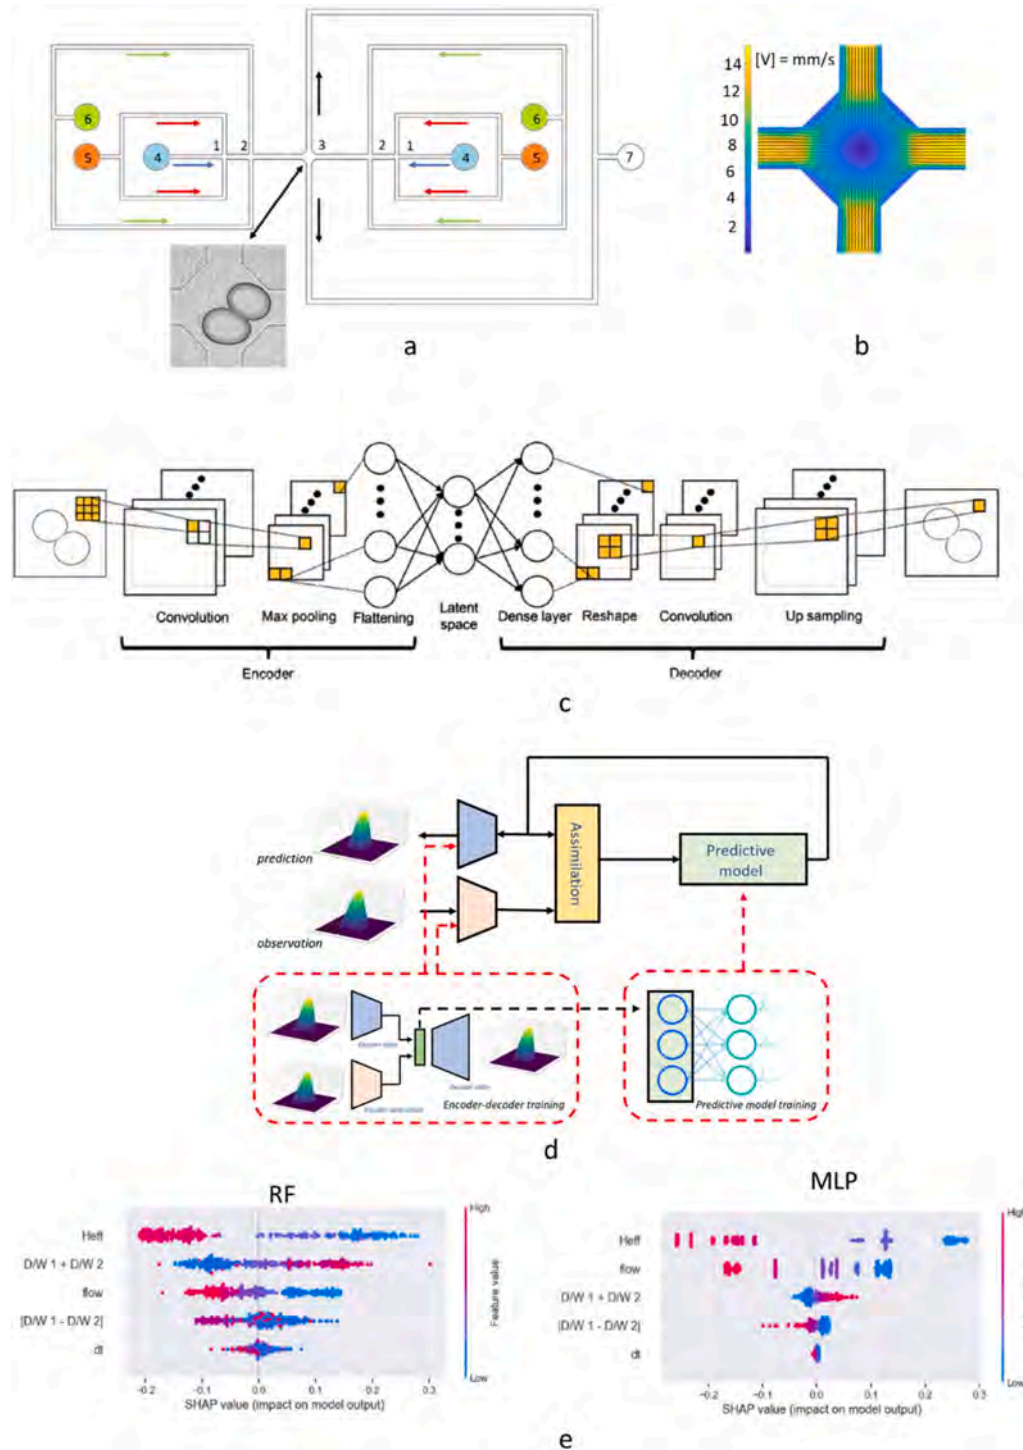 6
5
4
1
2
3
2
1
4
6
5
7
a
14
12
10
8
6
4
2
[V] = mm/s
b
Convolution
Max pooling
Flattening
Latent
space
Dense layer
Reshape
Convolution
Up sampling
Encoder
Decoder
c
prediction
observation
Assimilation
Predictive
model
Encoder-decoder training
Predictive model training
d
RF
Heff
D/W 1 + D/W 2
flow
|D/W 1 - D/W 2|
dt
-0.2
-0.1
0.0
0.1
0.2
0.3
SHAP value (impact on model output)
High
Feature value
Low
MLP
Heff
flow
D/W 1 + D/W 2
|D/W 1 - D/W 2|
dt
-0.2
-0.1
0.0
0.1
0.2
0.3
SHAP value (impact on model output)
High
Low
e